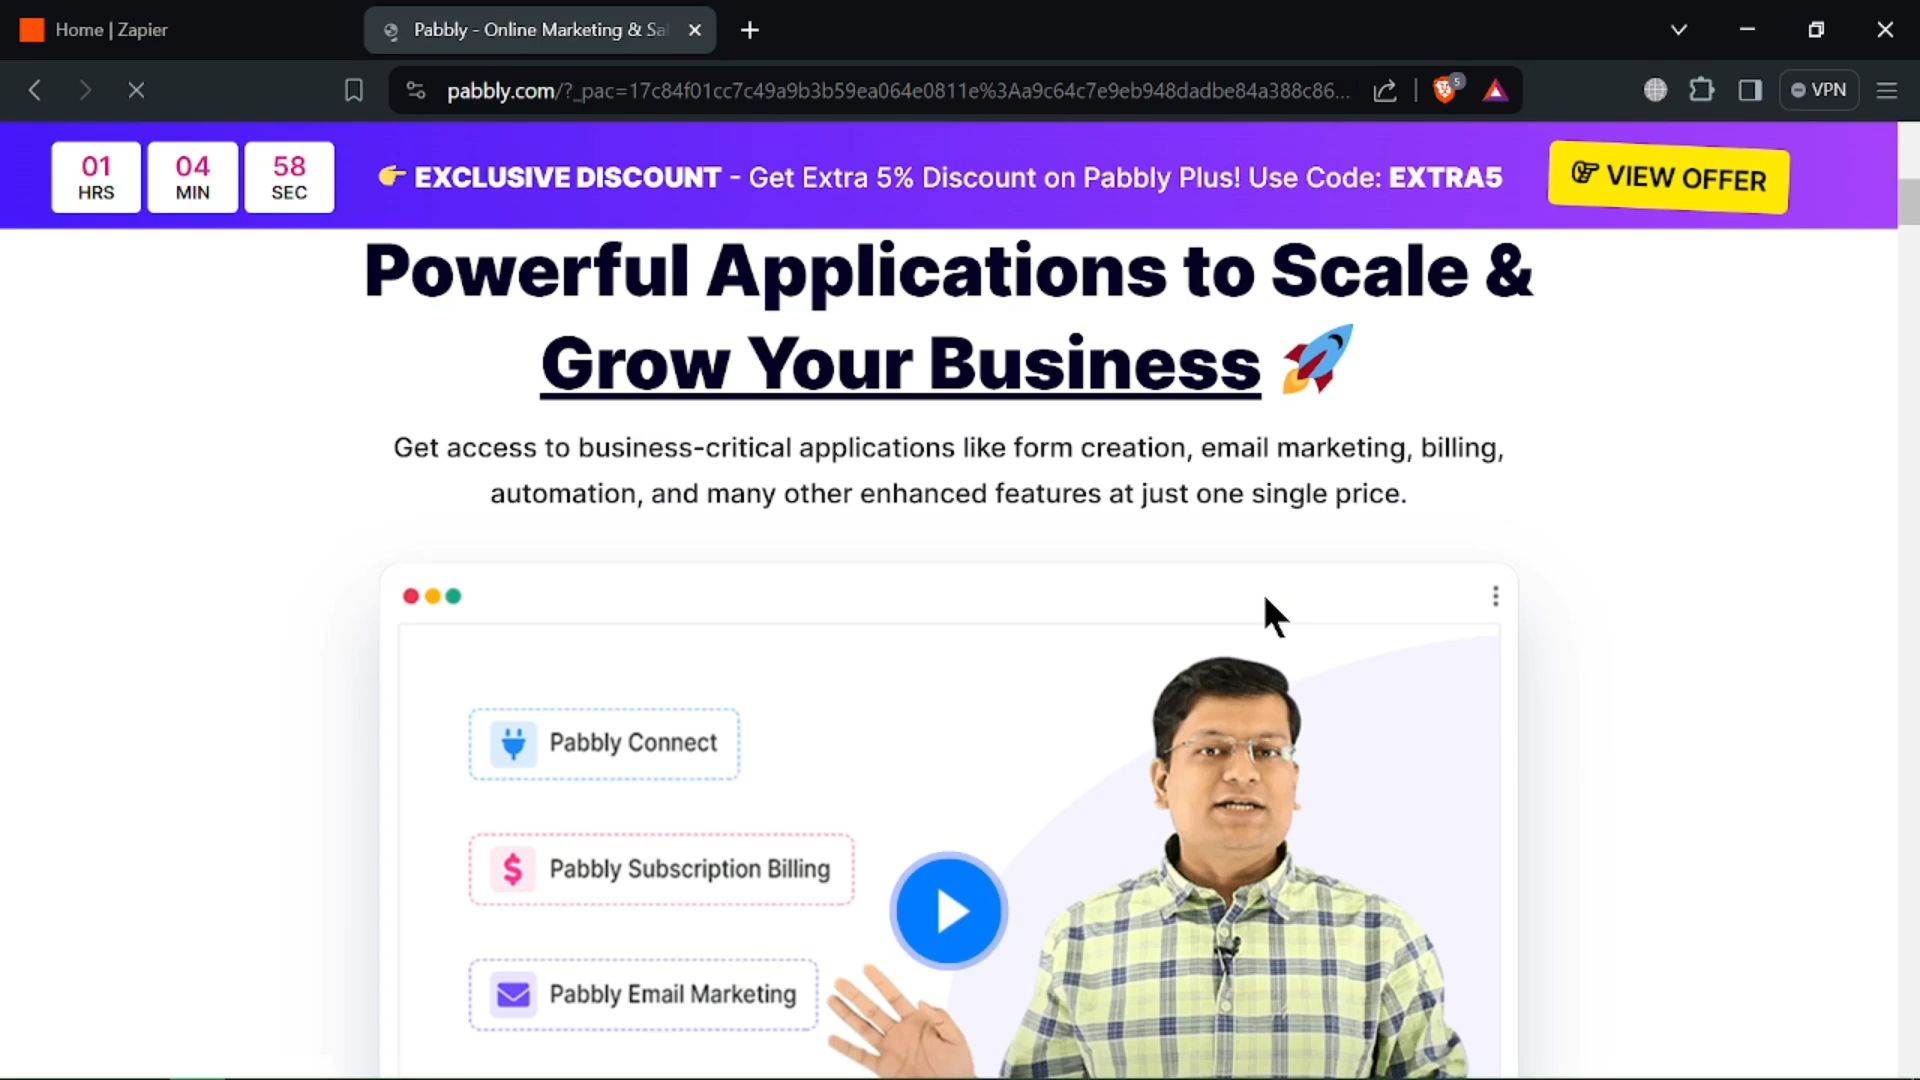 Home | Zapier
Pabbly - Online Marketing & Sa
pabbly.com/?_pac=17c84f01cc7c49a9b3b59ea064e0811e%3Aa9c64c7e9eb948dadbe84a388c86...
5
VPN
01 HRS
04 MIN
58 SEC
👉 EXCLUSIVE DISCOUNT - Get Extra 5% Discount on Pabbly Plus! Use Code: EXTRA5
VIEW OFFER
Powerful Applications to Scale &
Grow Your Business 🚀
Get access to business-critical applications like form creation, email marketing, billing,
automation, and many other enhanced features at just one single price.
Pabbly Connect
$ Pabbly Subscription Billing
Pabbly Email Marketing